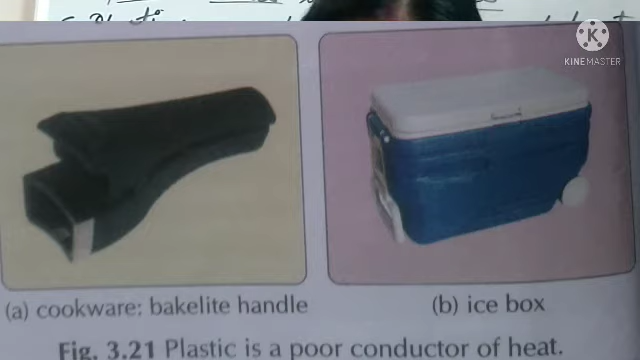 KINEMASTER
(a) cookware: bakelite handle
(b) ice box
Fig. 3.21 Plastic is a poor conductor of heat.